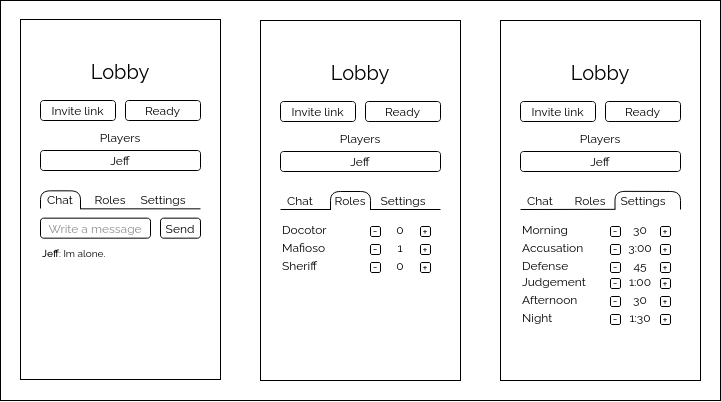 Lobby
Invite link Ready
Players
Jeff
Chat Roles Settings
Write a message Send
Jeff: Im alone.
Lobby
Invite link Ready
Players
Jeff
Chat Roles Settings
Docotor - 0 +
Mafioso - 1 +
Sheriff - 0 +
Lobby
Invite link Ready
Players
Jeff
Chat Roles Settings
Morning - 30 +
Accusation - 3:00 +
Defense - 45 +
Judgement - 1:00 +
Afternoon - 30 +
Night - 1:30 +